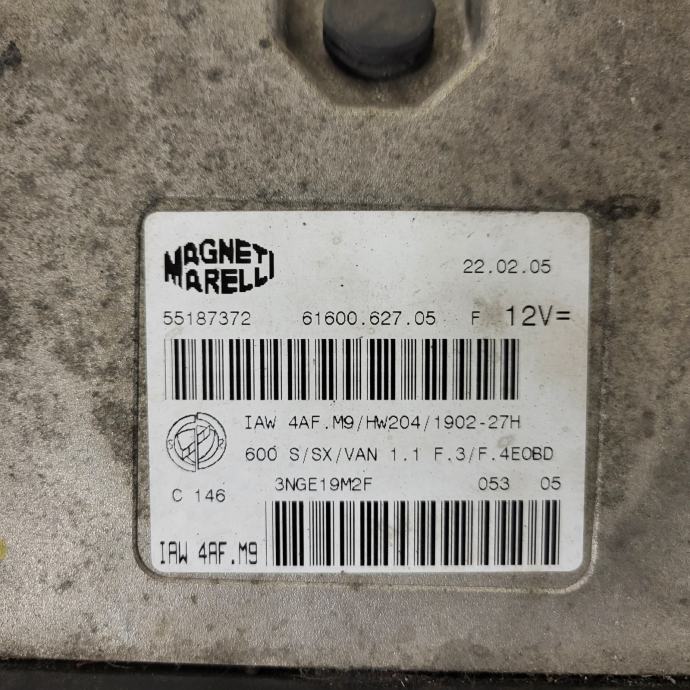 MAGNETI
MARELLI
22.02.05
55187372 61600.627.05 F 12V=
IAW 4AF.M9/HW204/1902-27H
600 S/SX/VAN 1.1 F.3/F.4EOBD
C 146 3NGE19M2F 053 05
IAW 4AF.M9